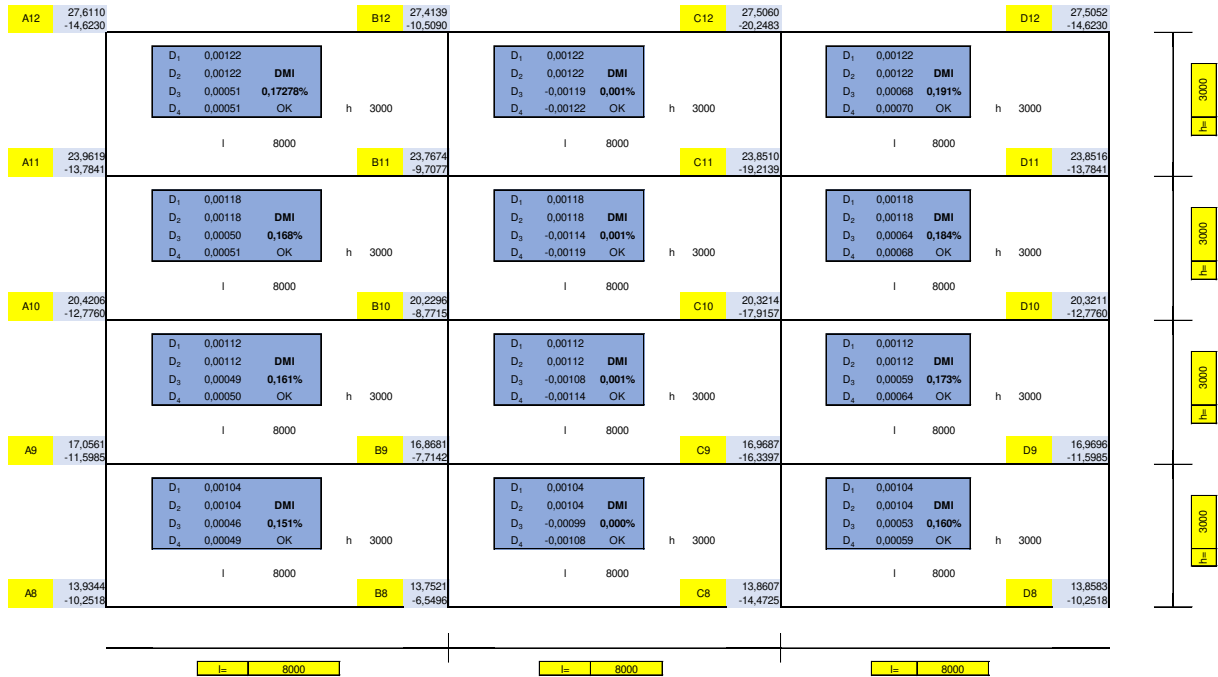 A12 27,6110 B12 27,4139 C12 27,5060 D12 27,5052
-14,6230 -10,5090 -20,2483 -14,6230
D₁ 0,00122 D₁ 0,00122 D₁ 0,00122
D₂ 0,00122 DMI D₂ 0,00122 DMI D₂ 0,00122 DMI
D₃ 0,00051 0,17278% D₃ -0,00119 0,001% D₃ 0,00068 0,191%
D₄ 0,00051 OK h 3000 D₄ -0,00122 OK h 3000 D₄ 0,00070 OK h 3000
h= 3000
l 8000 l 8000 l 8000
A11 23,9619 B11 23,7674 C11 23,8510 D11 23,8516
-13,7841 -9,7077 -19,2139 -13,7841
D₁ 0,00118 D₁ 0,00118 D₁ 0,00118
D₂ 0,00118 DMI D₂ 0,00118 DMI D₂ 0,00118 DMI
D₃ 0,00050 0,168% D₃ -0,00114 0,001% D₃ 0,00064 0,184%
D₄ 0,00051 OK h 3000 D₄ -0,00119 OK h 3000 D₄ 0,00068 OK h 3000
h= 3000
l 8000 l 8000 l 8000
A10 20,4206 B10 20,2296 C10 20,3214 D10 20,3211
-12,7760 -8,7715 -17,9157 -12,7760
D₁ 0,00112 D₁ 0,00112 D₁ 0,00112
D₂ 0,00112 DMI D₂ 0,00112 DMI D₂ 0,00112 DMI
D₃ 0,00049 0,161% D₃ -0,00108 0,001% D₃ 0,00059 0,173%
D₄ 0,00050 OK h 3000 D₄ -0,00114 OK h 3000 D₄ 0,00064 OK h 3000
h= 3000
l 8000 l 8000 l 8000
A9 17,0561 B9 16,8681 C9 16,9687 D9 16,9696
-11,5985 -7,7142 -16,3397 -11,5985
D₁ 0,00104 D₁ 0,00104 D₁ 0,00104
D₂ 0,00104 DMI D₂ 0,00104 DMI D₂ 0,00104 DMI
D₃ 0,00046 0,151% D₃ -0,00099 0,000% D₃ 0,00053 0,160%
D₄ 0,00049 OK h 3000 D₄ -0,00108 OK h 3000 D₄ 0,00059 OK h 3000
h= 3000
l 8000 l 8000 l 8000
A8 13,9344 B8 13,7521 C8 13,8607 D8 13,8583
-10,2518 -6,5496 -14,4725 -10,2518
l= 8000 l= 8000 l= 8000